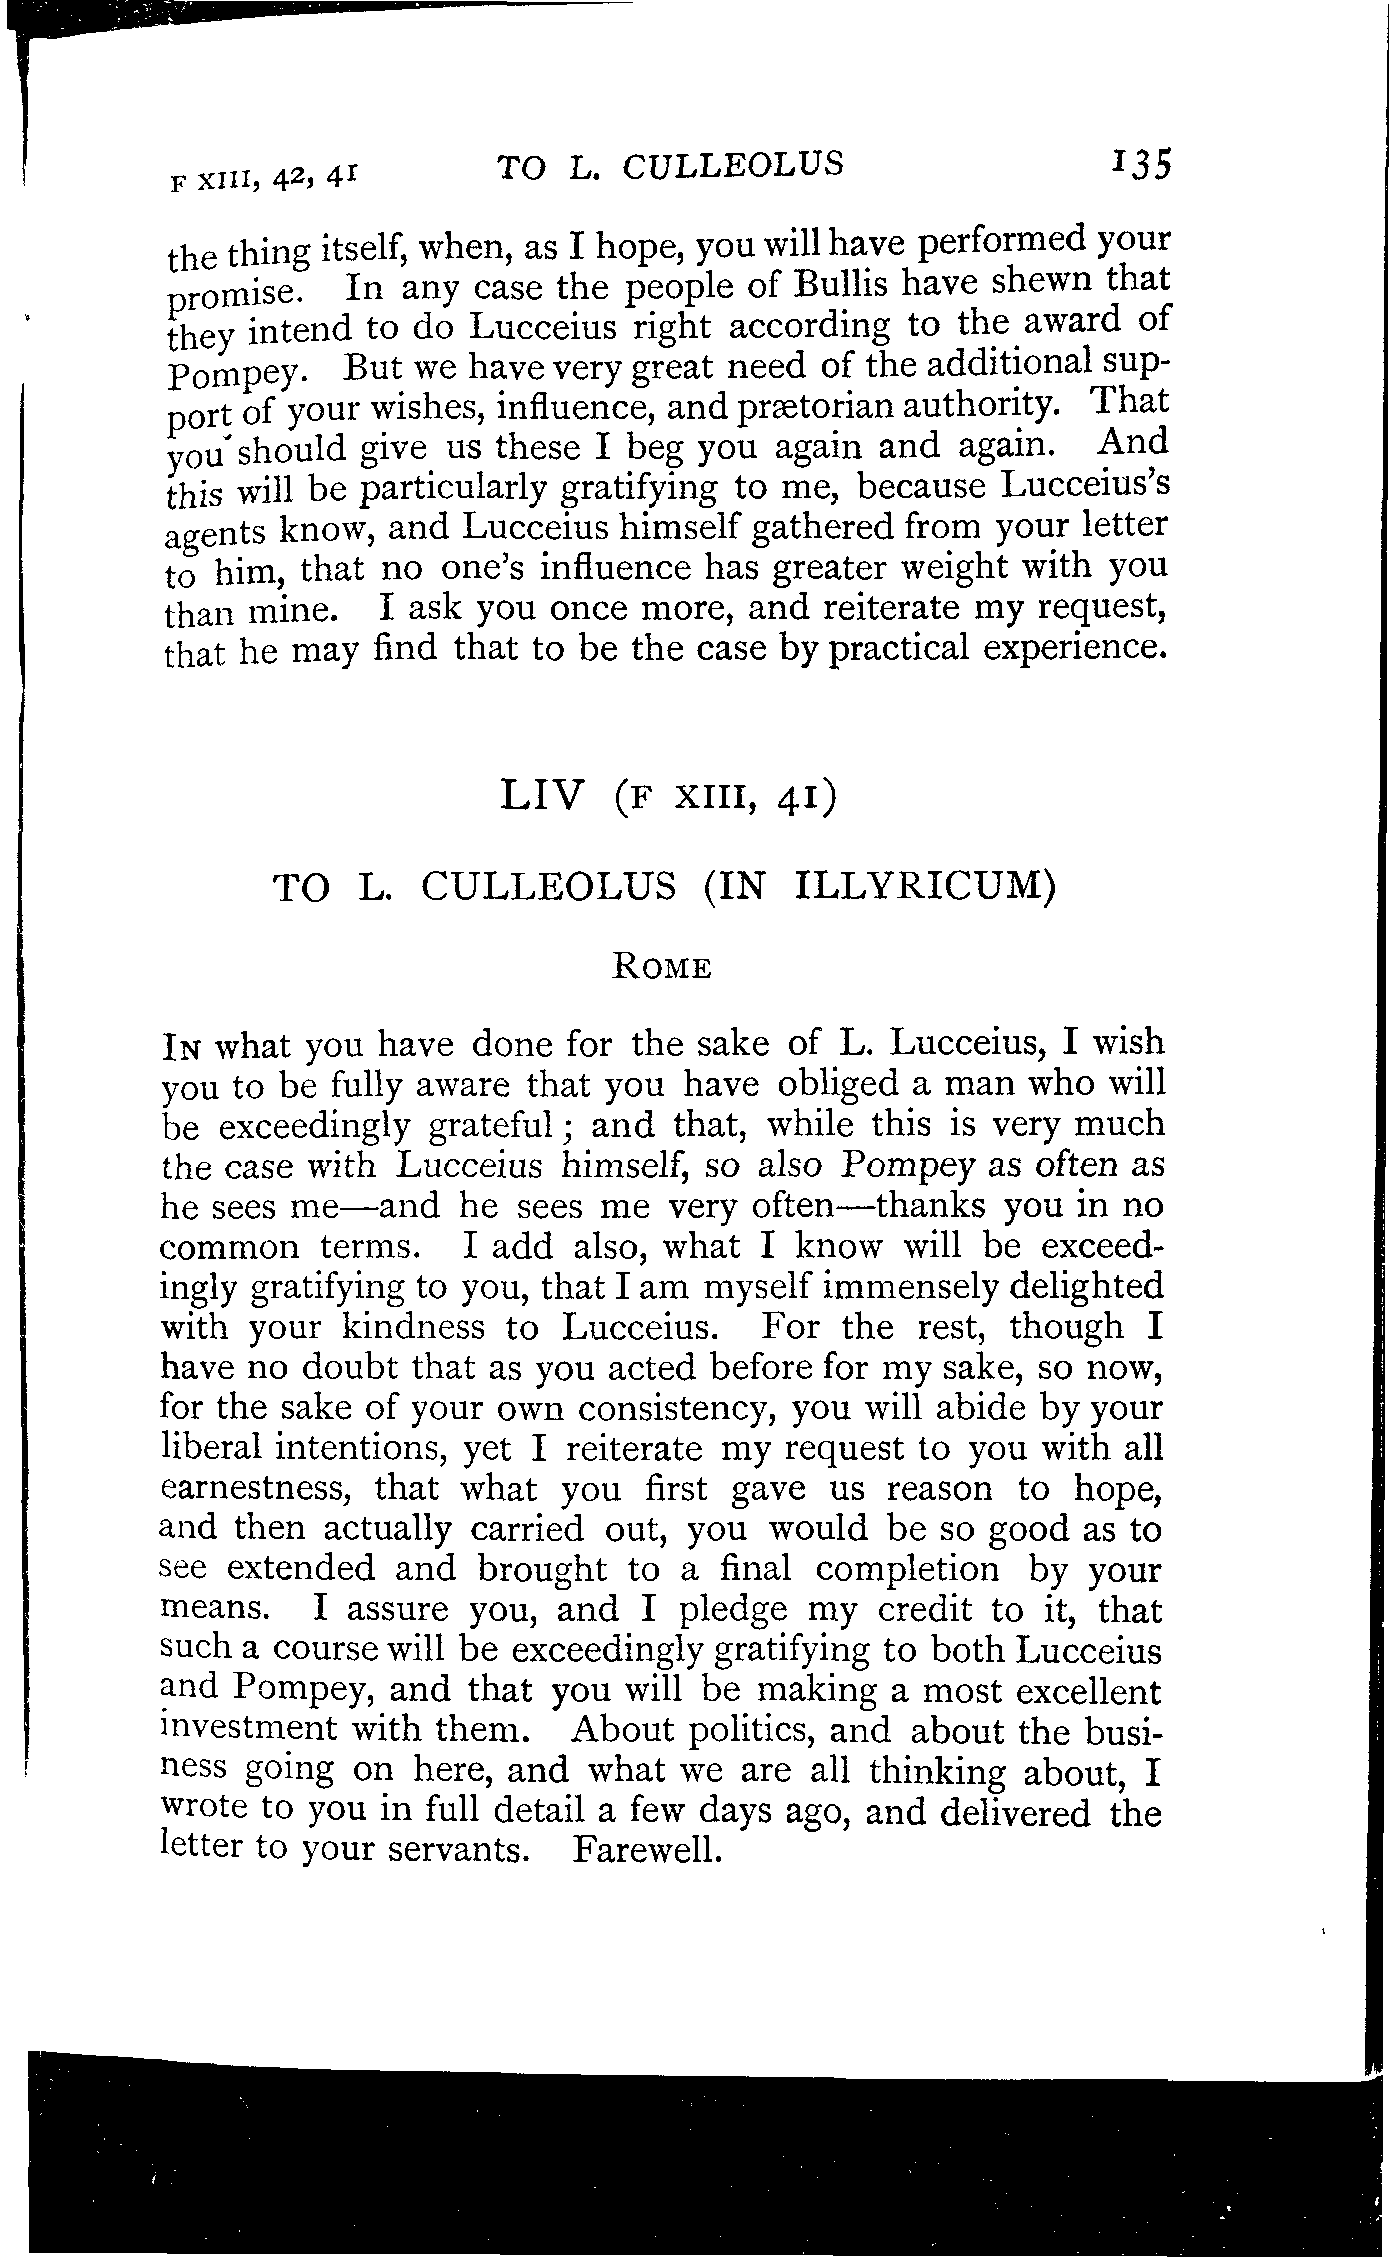 F XIII, 42, 41 TO L. CULLEOLUS 135
the thing itself, when, as I hope, you will have performed your
promise. In any case the people of Bullis have shewn that
they intend to do Lucceius right according to the award of
Pompey. But we have very great need of the additional sup-
port of your wishes, influence, and prætorian authority. That
you should give us these I beg you again and again. And
this will be particularly gratifying to me, because Lucceius's
agents know, and Lucceius himself gathered from your letter
to him, that no one's influence has greater weight with you
than mine. I ask you once more, and reiterate my request,
that he may find that to be the case by practical experience.
LIV (F XIII, 41)
TO L. CULLEOLUS (IN ILLYRICUM)
ROME
IN what you have done for the sake of L. Lucceius, I wish
you to be fully aware that you have obliged a man who will
be exceedingly grateful; and that, while this is very much
the case with Lucceius himself, so also Pompey as often as
he sees me—and he sees me very often—thanks you in no
common terms. I add also, what I know will be exceed-
ingly gratifying to you, that I am myself immensely delighted
with your kindness to Lucceius. For the rest, though I
have no doubt that as you acted before for my sake, so now,
for the sake of your own consistency, you will abide by your
liberal intentions, yet I reiterate my request to you with all
earnestness, that what you first gave us reason to hope,
and then actually carried out, you would be so good as to
see extended and brought to a final completion by your
means. I assure you, and I pledge my credit to it, that
such a course will be exceedingly gratifying to both Lucceius
and Pompey, and that you will be making a most excellent
investment with them. About politics, and about the busi-
ness going on here, and what we are all thinking about, I
wrote to you in full detail a few days ago, and delivered the
letter to your servants. Farewell.